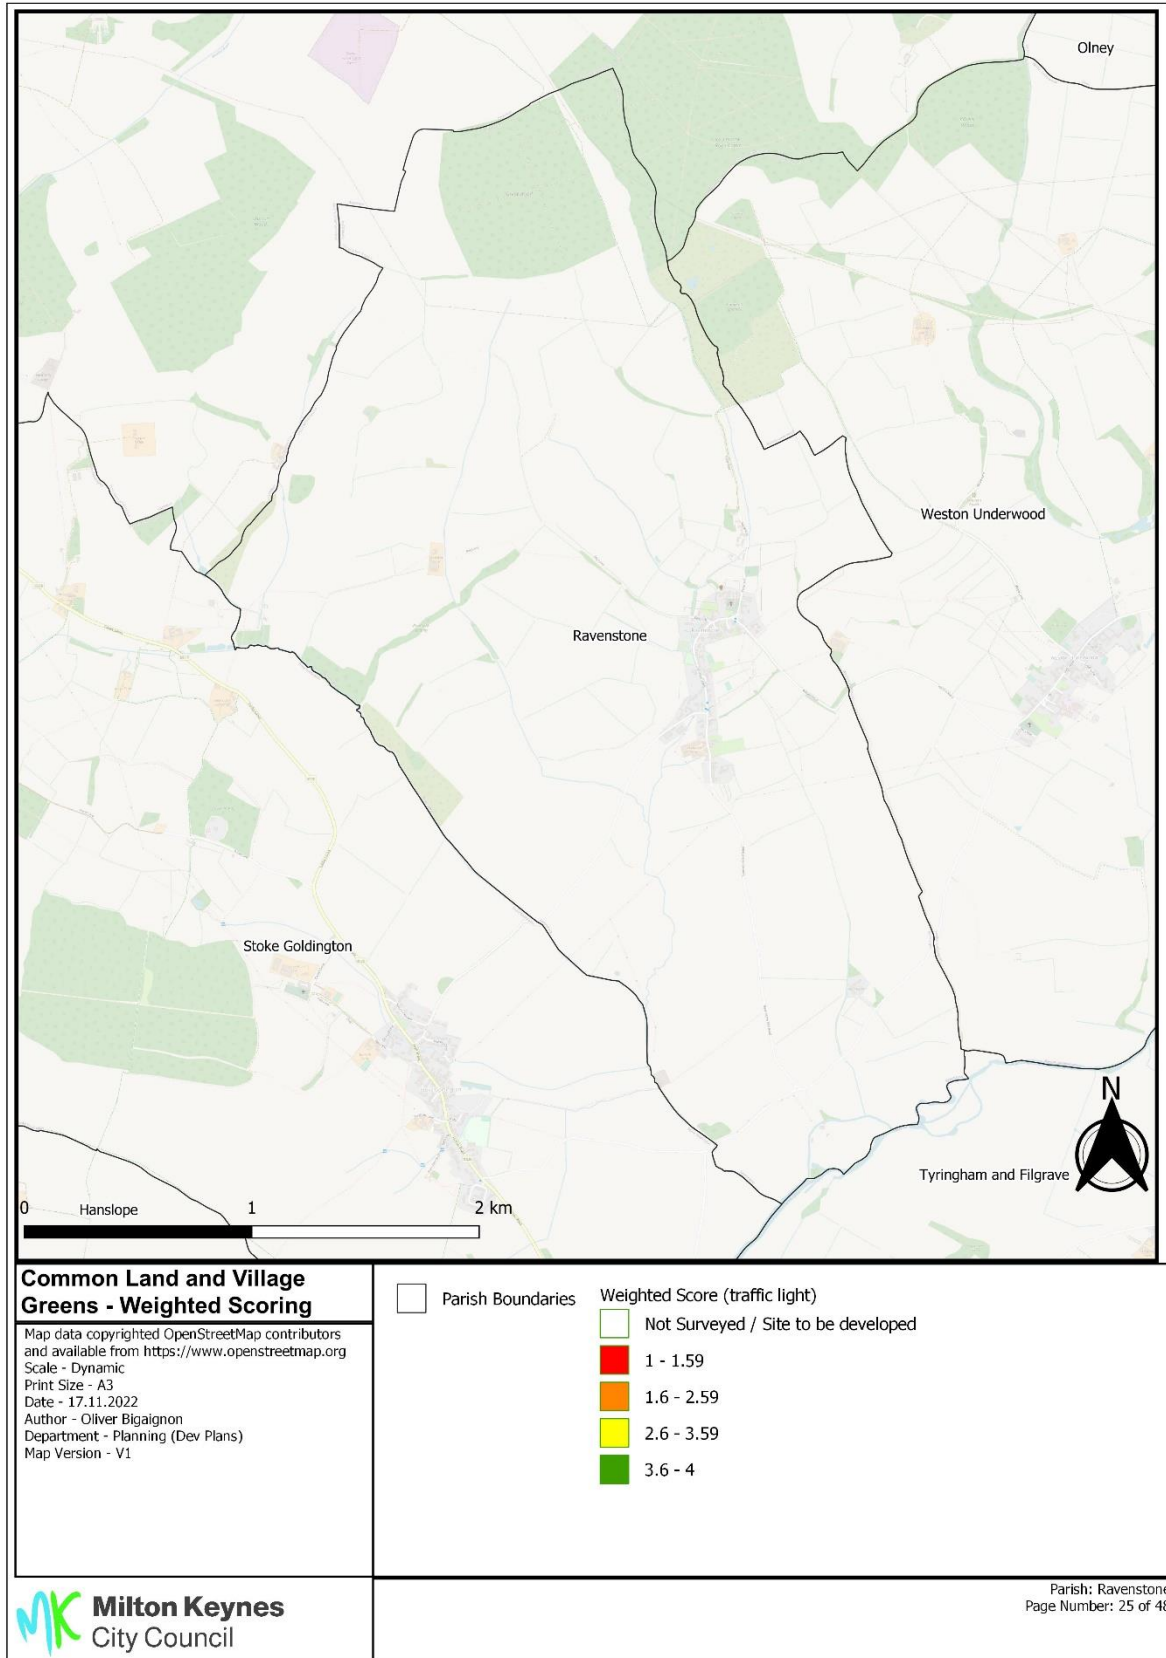 Olney
Weston Underwood
Ravenstone
Stoke Goldington
Tyringham and Filgrave
N
0
Hanslope
1
2 km
Common Land and Village
Greens - Weighted Scoring
Map data copyrighted OpenStreetMap contributors
and available from https://www.openstreetmap.org
Scale - Dynamic
Print Size - A3
Date - 17.11.2022
Author - Oliver Bigaignon
Department - Planning (Dev Plans)
Map Version - V1
Parish Boundaries
Weighted Score (traffic light)
Not Surveyed / Site to be developed
1 - 1.59
1.6 - 2.59
2.6 - 3.59
3.6 - 4
MK
Milton Keynes
City Council
Parish: Ravenstone
Page Number: 25 of 48